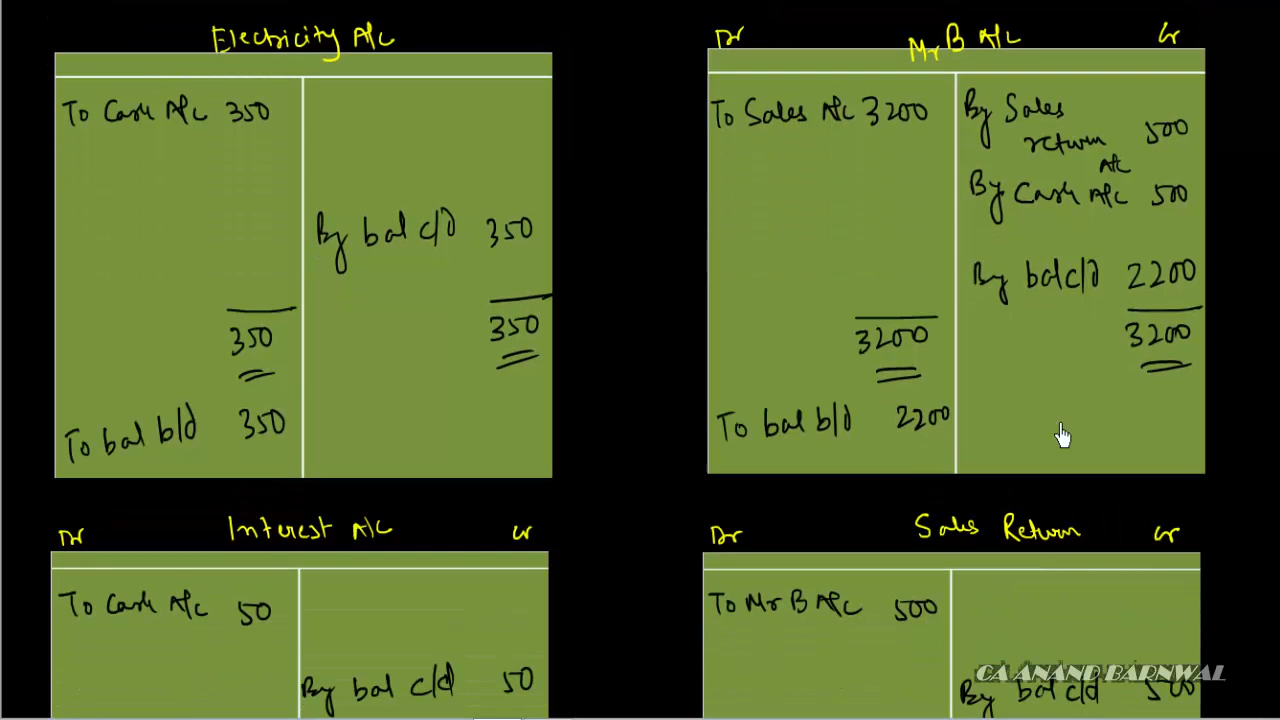 Electricity A/c
To Cash A/c 350
By bal c/d 350
350 350
To bal b/d 350
Dr Mr B A/c Cr
To Sales A/c 3200
By Sales
return 500
A/c
By Cash A/c 500
By bal c/d 2200
3200 3200
To bal b/d 2200
Dr Interest A/c Cr
To Cash A/c 50
By bal c/d 50
Dr Sales Return Cr
To Mr B A/c 500
By bal c/d 500
CA ANAND BARNWAL